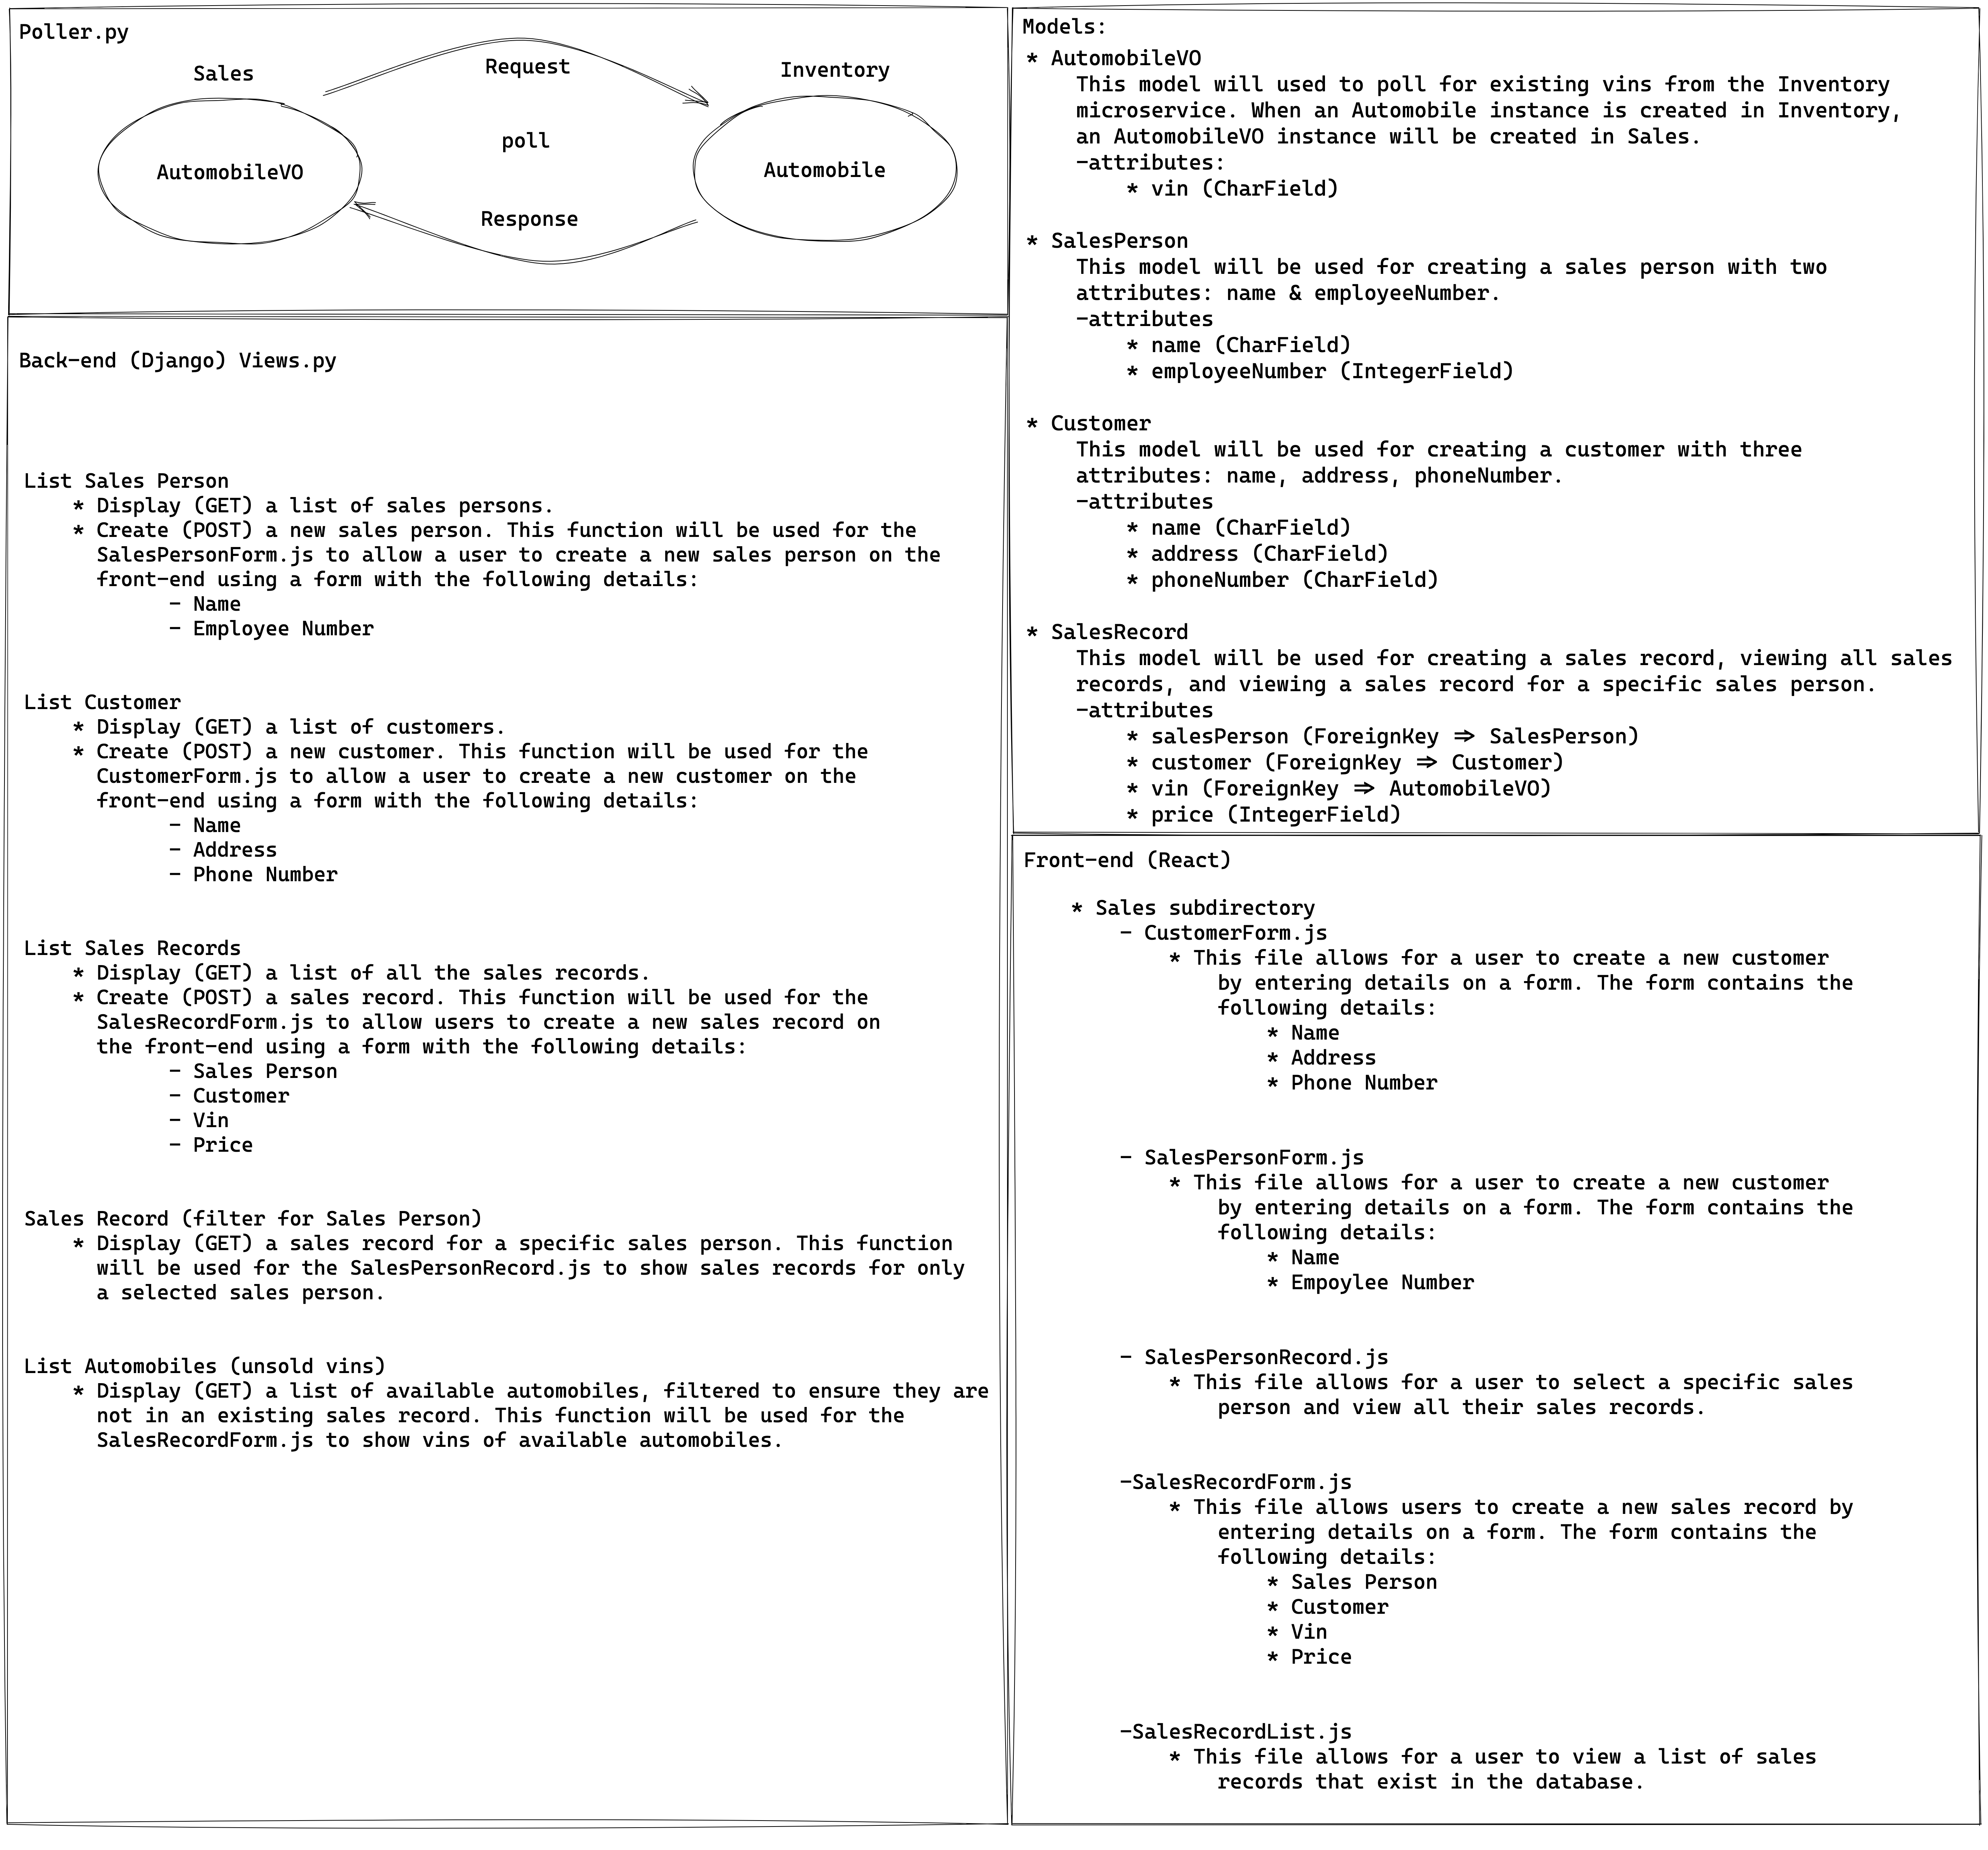 Poller.py
Sales
Request
Inventory
poll
AutomobileVO
Automobile
Response
Back-end (Django) Views.py
List Sales Person
* Display (GET) a list of sales persons.
* Create (POST) a new sales person. This function will be used for the
SalesPersonForm.js to allow a user to create a new sales person on the
front-end using a form with the following details:
- Name
- Employee Number
List Customer
* Display (GET) a list of customers.
* Create (POST) a new customer. This function will be used for the
CustomerForm.js to allow a user to create a new customer on the
front-end using a form with the following details:
- Name
- Address
- Phone Number
List Sales Records
* Display (GET) a list of all the sales records.
* Create (POST) a sales record. This function will be used for the
SalesRecordForm.js to allow users to create a new sales record on
the front-end using a form with the following details:
- Sales Person
- Customer
- Vin
- Price
Sales Record (filter for Sales Person)
* Display (GET) a sales record for a specific sales person. This function
will be used for the SalesPersonRecord.js to show sales records for only
a selected sales person.
List Automobiles (unsold vins)
* Display (GET) a list of available automobiles, filtered to ensure they are
not in an existing sales record. This function will be used for the
SalesRecordForm.js to show vins of available automobiles.
Models:
* AutomobileVO
This model will used to poll for existing vins from the Inventory
microservice. When an Automobile instance is created in Inventory,
an AutomobileVO instance will be created in Sales.
-attributes:
* vin (CharField)
* SalesPerson
This model will be used for creating a sales person with two
attributes: name & employeeNumber.
-attributes
* name (CharField)
* employeeNumber (IntegerField)
* Customer
This model will be used for creating a customer with three
attributes: name, address, phoneNumber.
-attributes
* name (CharField)
* address (CharField)
* phoneNumber (CharField)
* SalesRecord
This model will be used for creating a sales record, viewing all sales
records, and viewing a sales record for a specific sales person.
-attributes
* salesPerson (ForeignKey => SalesPerson)
* customer (ForeignKey => Customer)
* vin (ForeignKey => AutomobileVO)
* price (IntegerField)
Front-end (React)
* Sales subdirectory
- CustomerForm.js
* This file allows for a user to create a new customer
by entering details on a form. The form contains the
following details:
* Name
* Address
* Phone Number
- SalesPersonForm.js
* This file allows for a user to create a new customer
by entering details on a form. The form contains the
following details:
* Name
* Empoylee Number
- SalesPersonRecord.js
* This file allows for a user to select a specific sales
person and view all their sales records.
-SalesRecordForm.js
* This file allows users to create a new sales record by
entering details on a form. The form contains the
following details:
* Sales Person
* Customer
* Vin
* Price
-SalesRecordList.js
* This file allows for a user to view a list of sales
records that exist in the database.